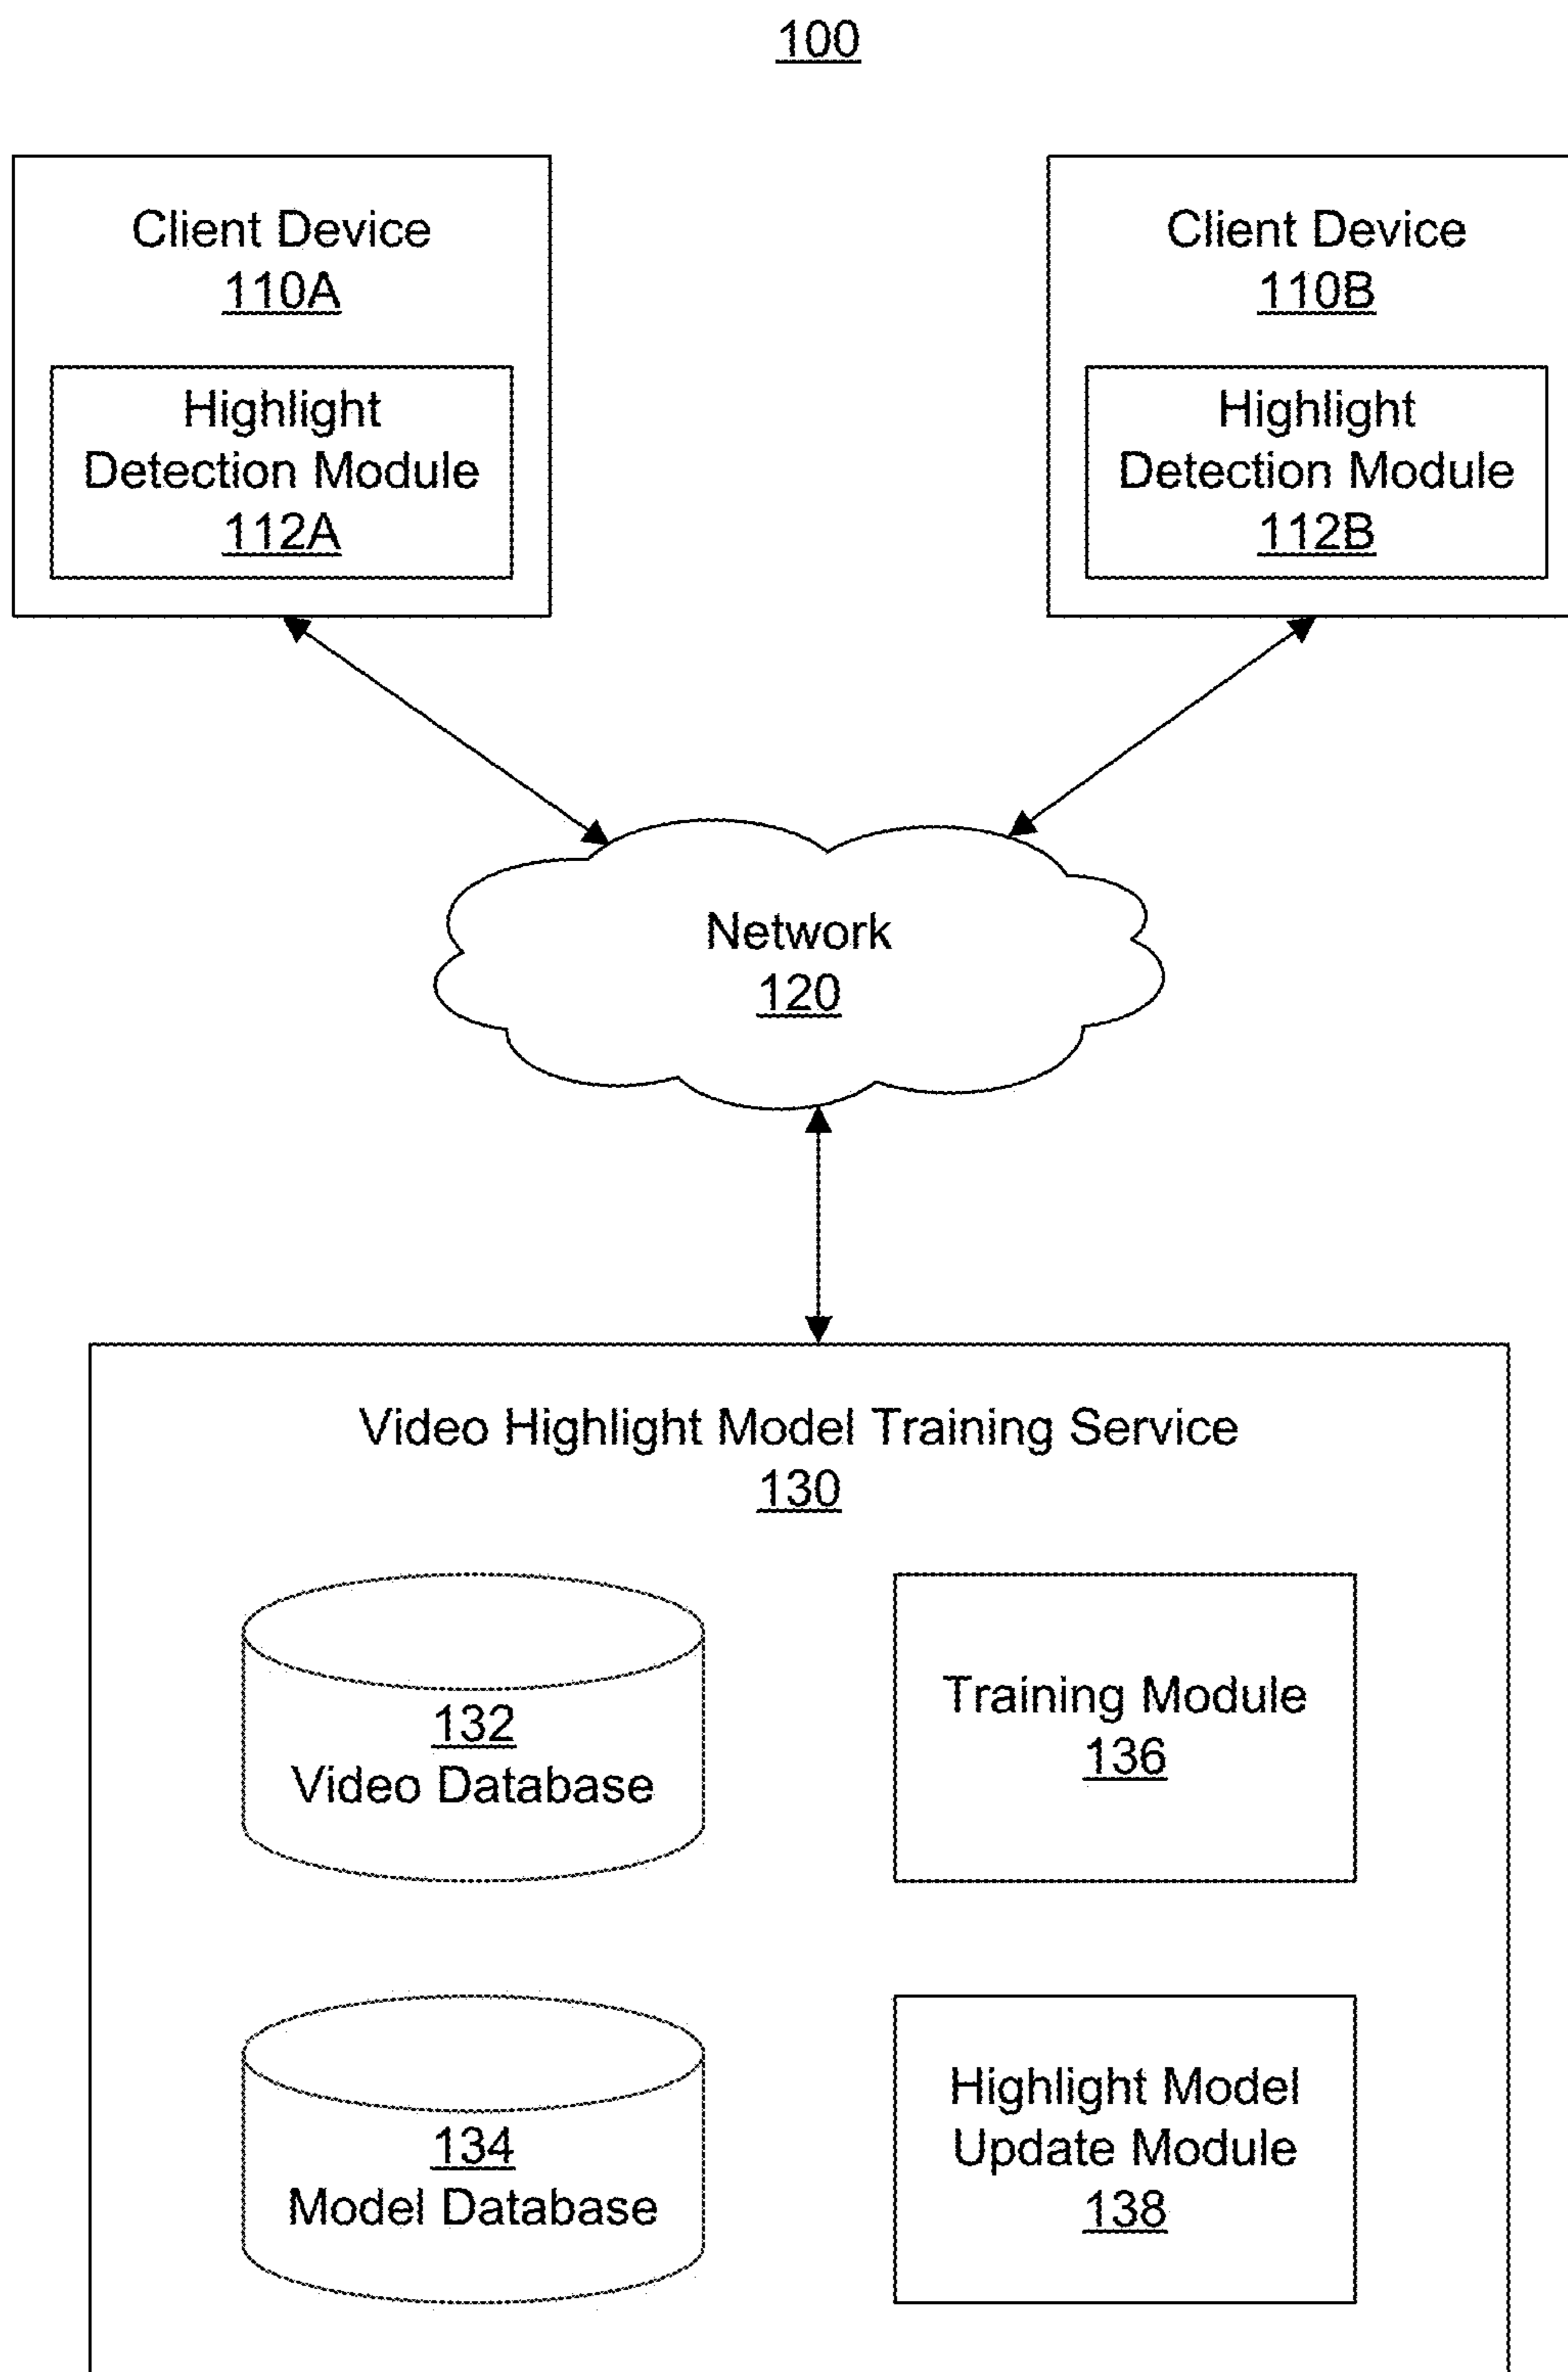 100
Client Device
110A
Highlight
Detection Module
112A
Client Device
110B
Highlight
Detection Module
112B
Network
120
Video Highlight Model Training Service
130
132
Video Database
Training Module
136
134
Model Database
Highlight Model
Update Module
138